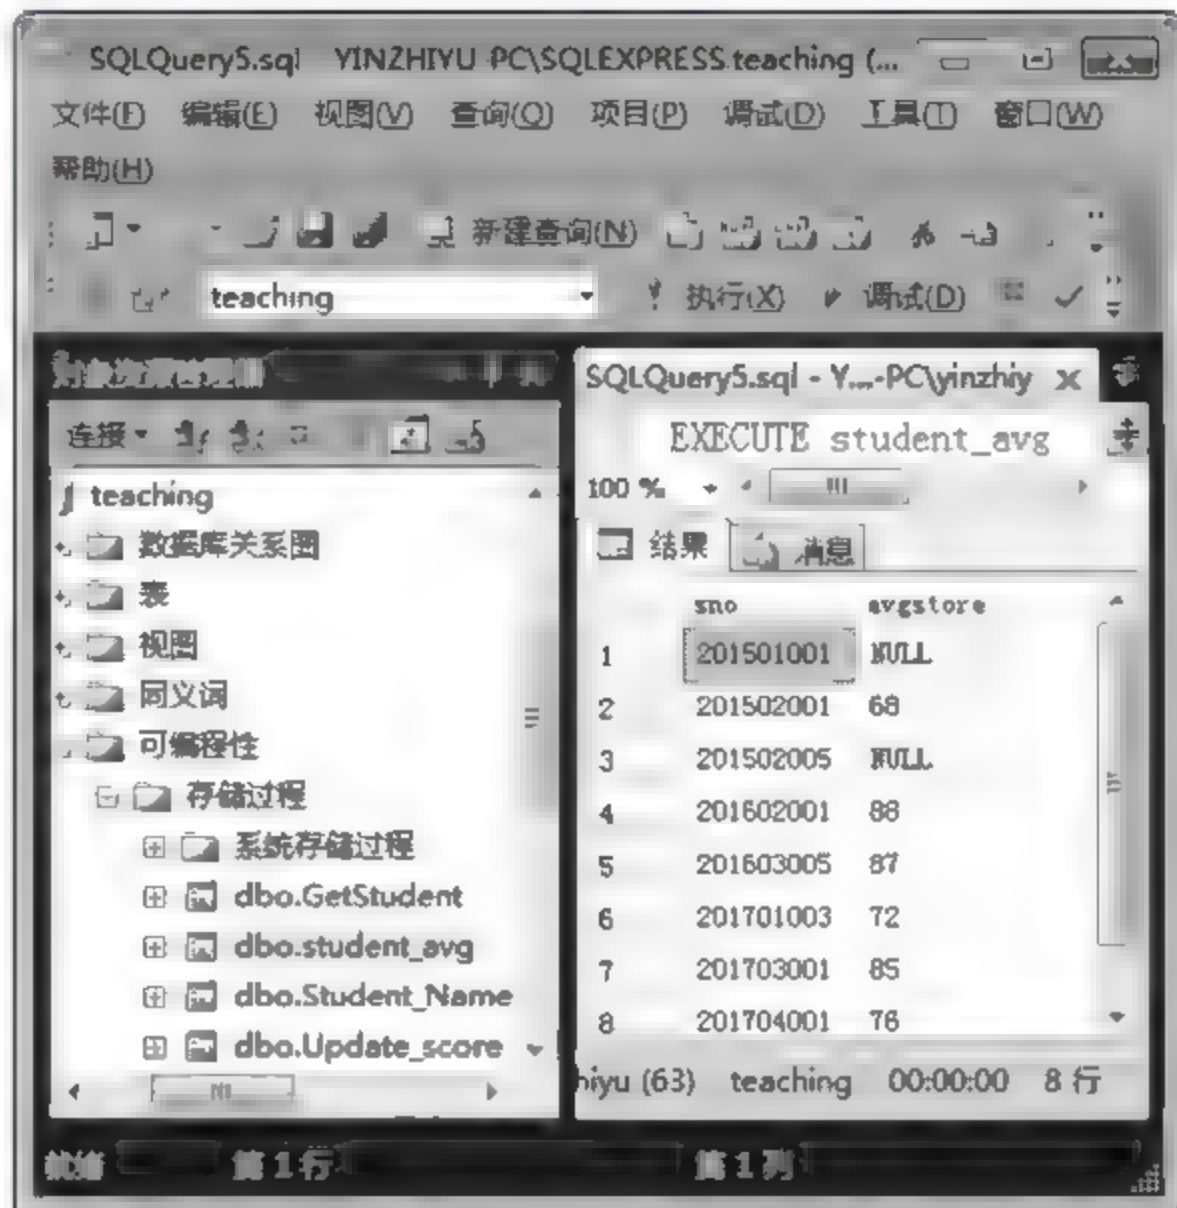 SQLQuery5.sql YINZHIYU-PC\SQLEXPRESS.teaching (...
文件(F) 编辑(E) 视图(V) 查询(Q) 项目(P) 调试(D) 工具(T) 窗口(W)
帮助(H)
新建查询(N)
teaching 执行(X) 调试(D)
SQLQuery5.sql - Y...-PC\yinzhiy
连接
teaching
数据库关系图
表
视图
同义词
可编程性
存储过程
系统存储过程
dbo.GetStudent
dbo.student_avg
dbo.Student_Name
dbo.Update_score
EXECUTE student_avg
100 %
结果 消息
sno avgstore
1 201501001 NULL
2 201502001 68
3 201502005 NULL
4 201602001 88
5 201603005 87
6 201701003 72
7 201703001 85
8 201704001 76
hiyu (63) teaching 00:00:00 8 行
就绪 第 1 行 第 1 列